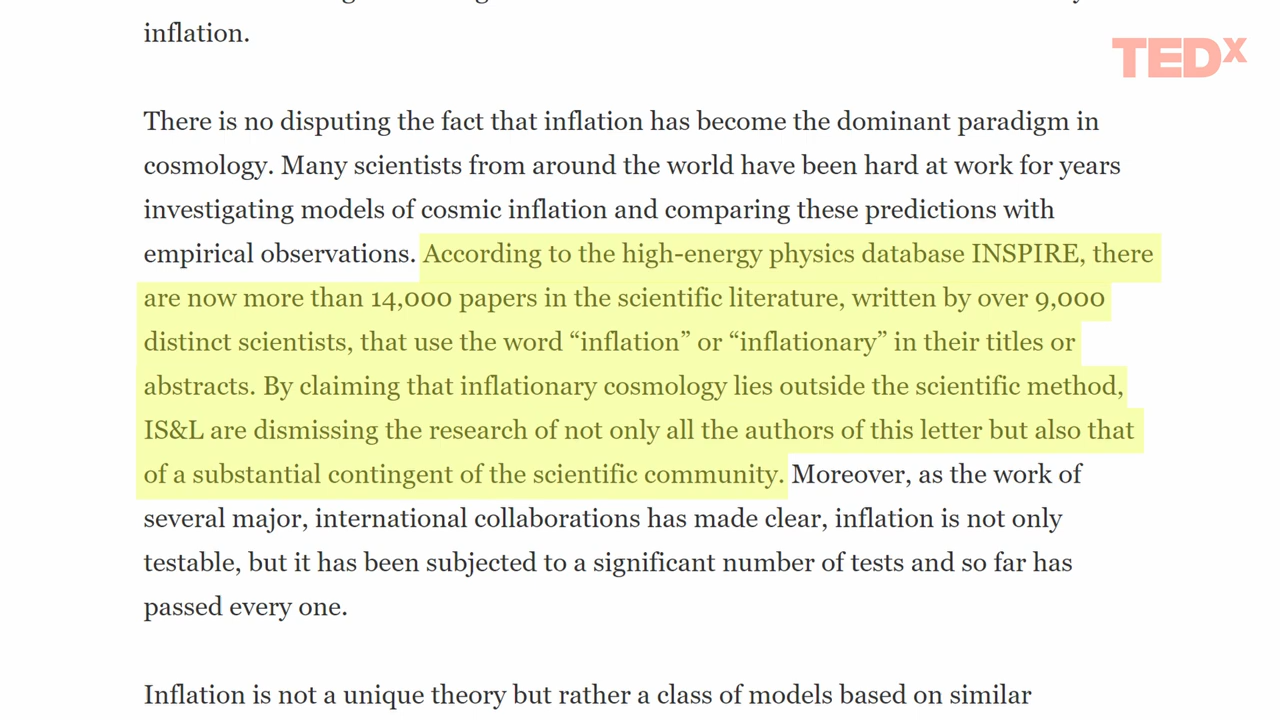 inflation.
TEDx
There is no disputing the fact that inflation has become the dominant paradigm in
cosmology. Many scientists from around the world have been hard at work for years
investigating models of cosmic inflation and comparing these predictions with
empirical observations. According to the high-energy physics database INSPIRE, there
are now more than 14,000 papers in the scientific literature, written by over 9,000
distinct scientists, that use the word “inflation” or “inflationary” in their titles or
abstracts. By claiming that inflationary cosmology lies outside the scientific method,
IS&L are dismissing the research of not only all the authors of this letter but also that
of a substantial contingent of the scientific community. Moreover, as the work of
several major, international collaborations has made clear, inflation is not only
testable, but it has been subjected to a significant number of tests and so far has
passed every one.
Inflation is not a unique theory but rather a class of models based on similar